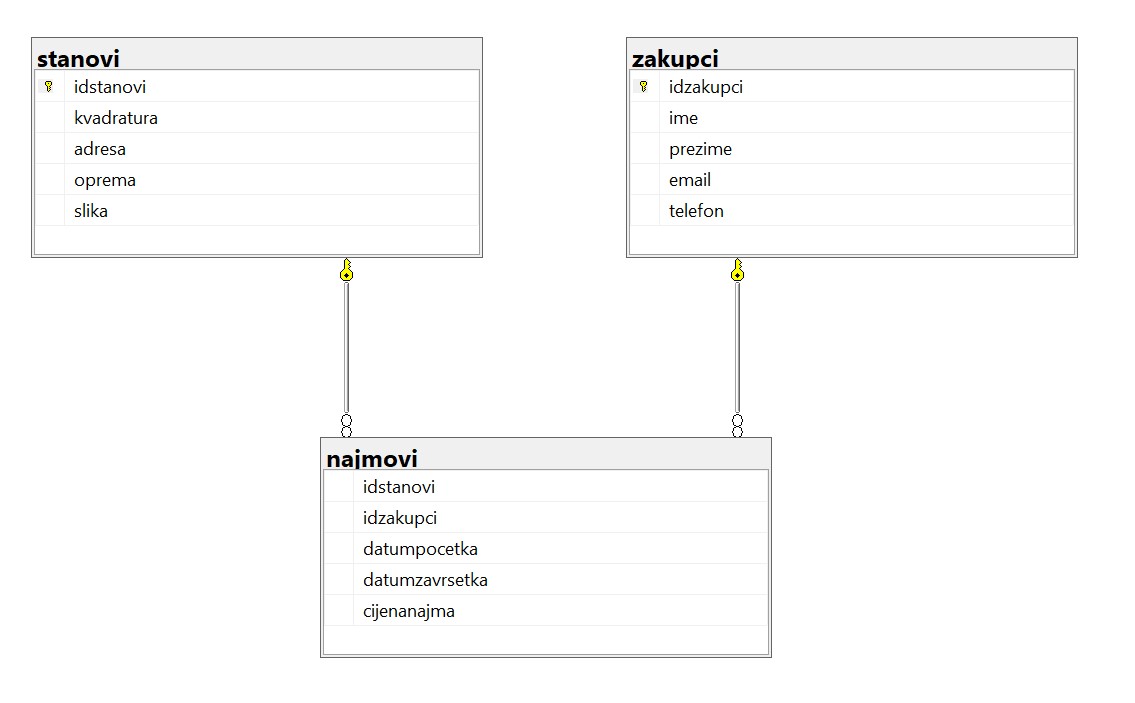 stanovi
idstanovi
kvadratura
adresa
oprema
slika
zakupci
idzakupci
ime
prezime
email
telefon
najmovi
idstanovi
idzakupci
datumpocetka
datumzavrsetka
cijenanajma